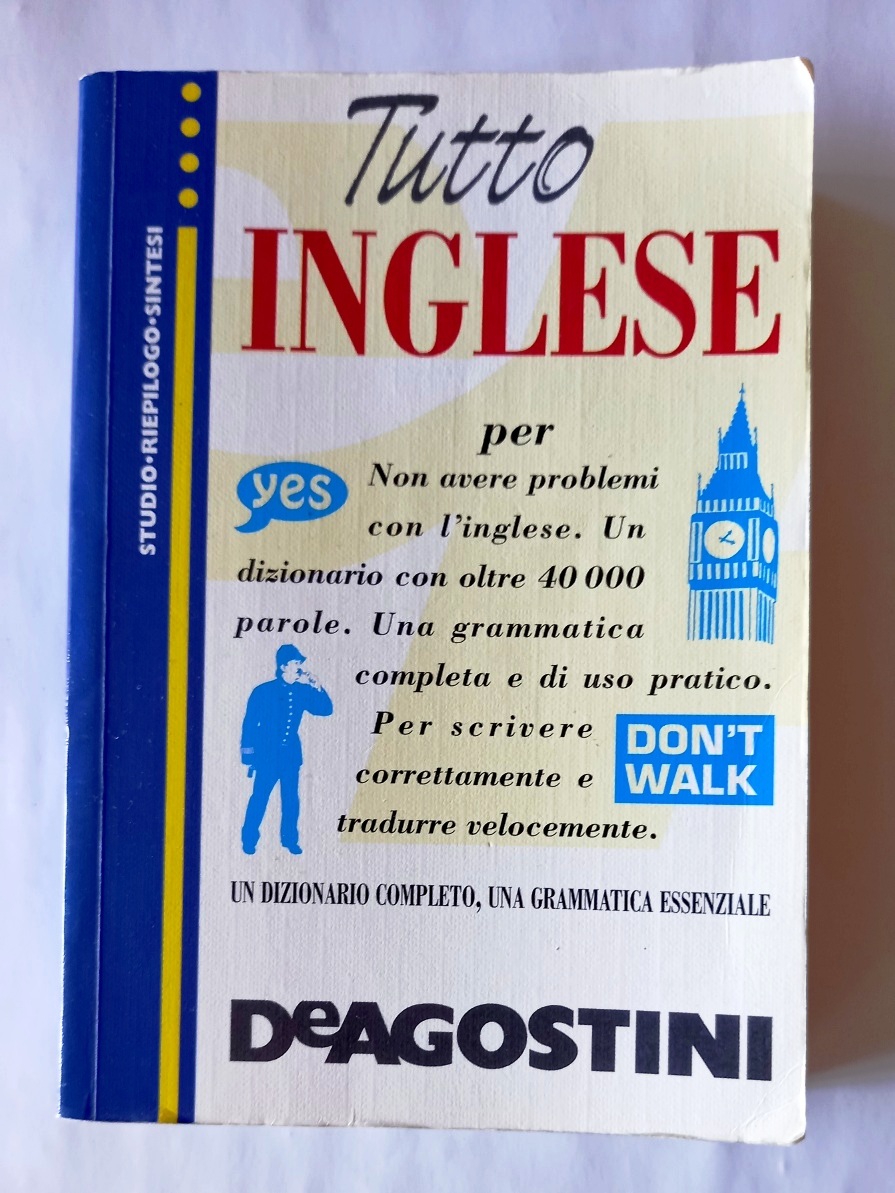 STUDIO•RIEPILOGO•SINTESI
Tutto
INGLESE
per
yes
Non avere problemi
con l'inglese. Un
dizionario con oltre 40 000
parole. Una grammatica
completa e di uso pratico.
Per scrivere
correttamente e
tradurre velocemente.
DON'T
WALK
UN DIZIONARIO COMPLETO, UNA GRAMMATICA ESSENZIALE
DeAGOSTINI